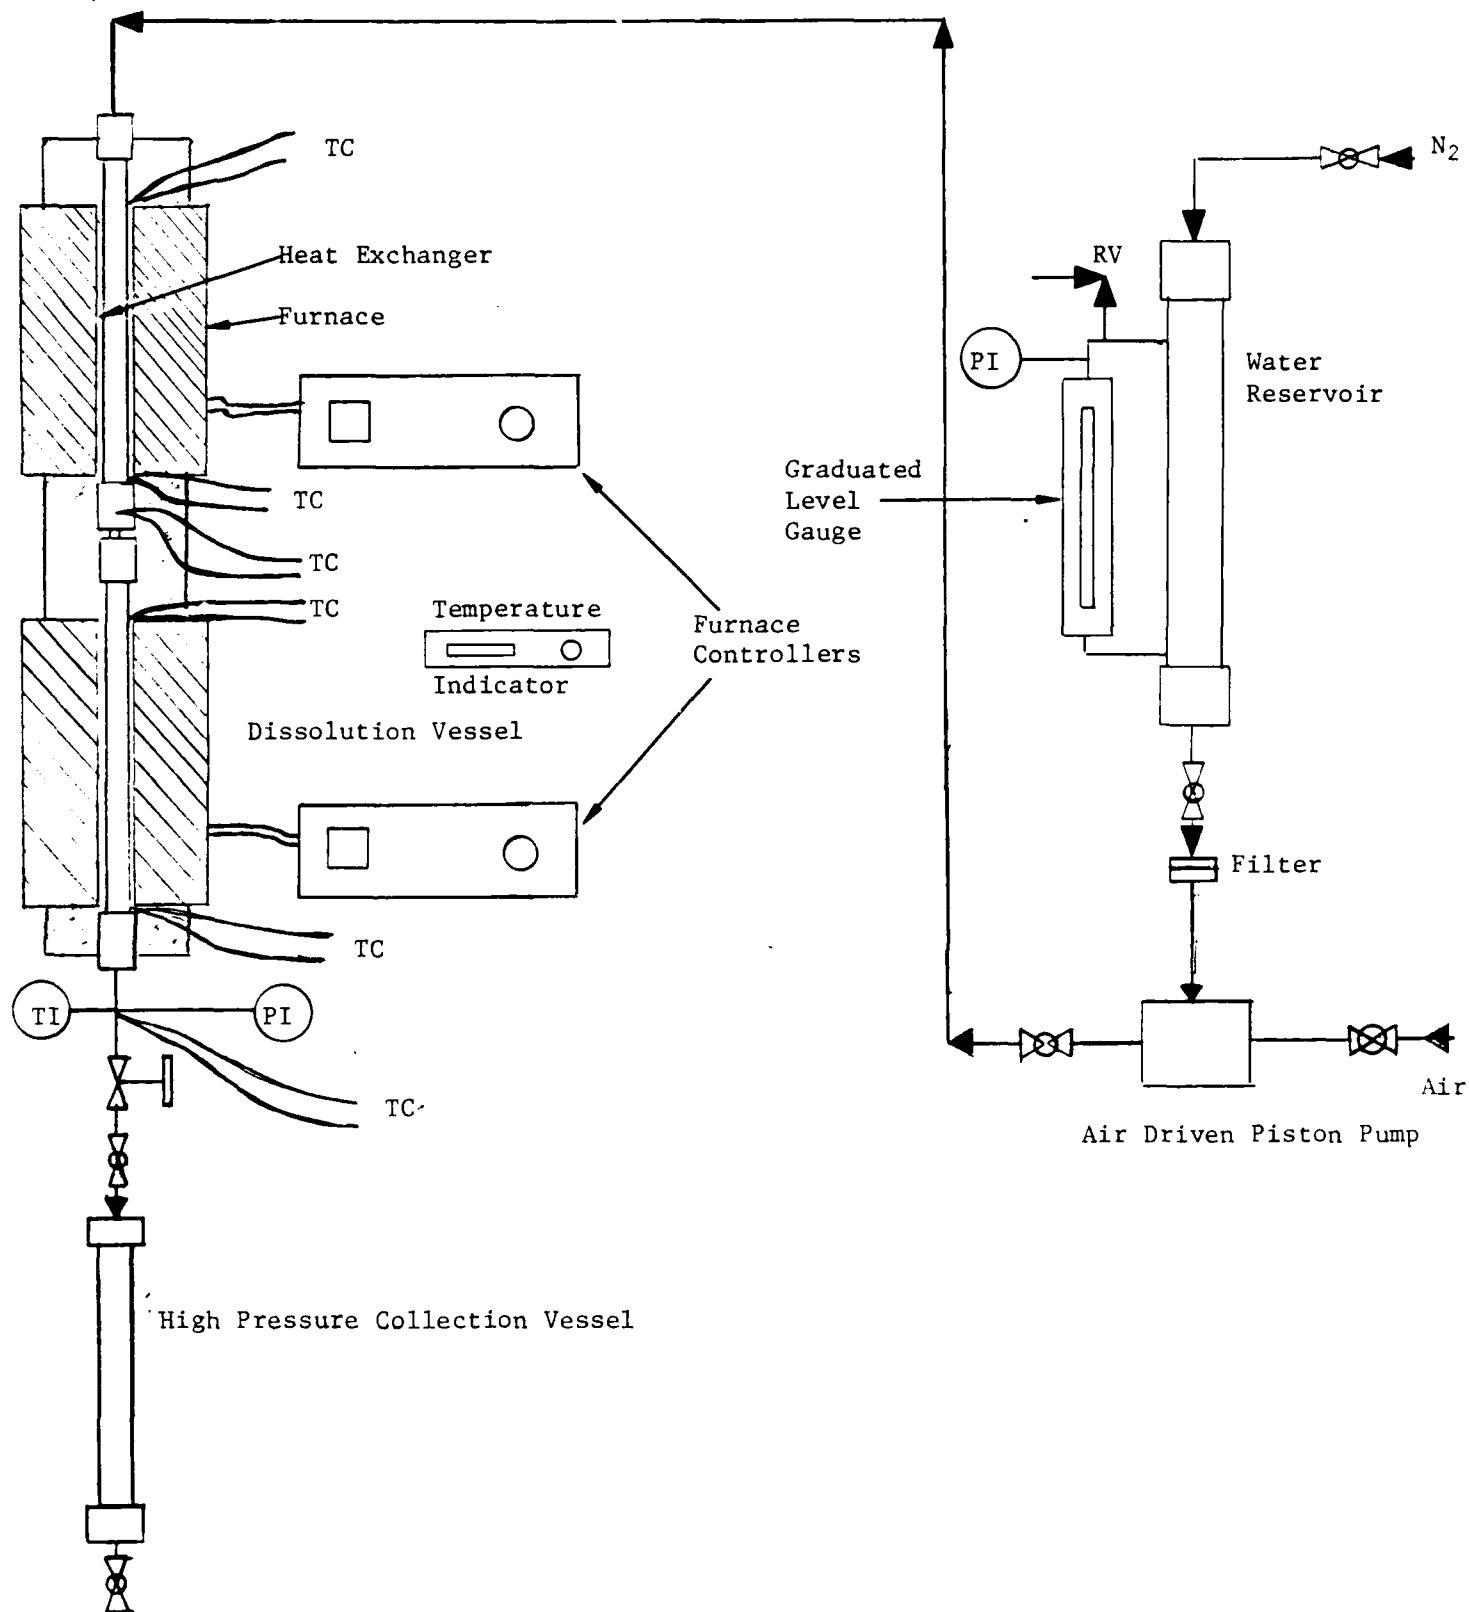 TC
N2
Heat Exchanger
RV
Furnace
PI
Water
Reservoir
Graduated
Level
Gauge
TC
TC
TC
Temperature
Indicator
Furnace
Controllers
Dissolution Vessel
Filter
TC
TI
PI
Air
TC
Air Driven Piston Pump
High Pressure Collection Vessel